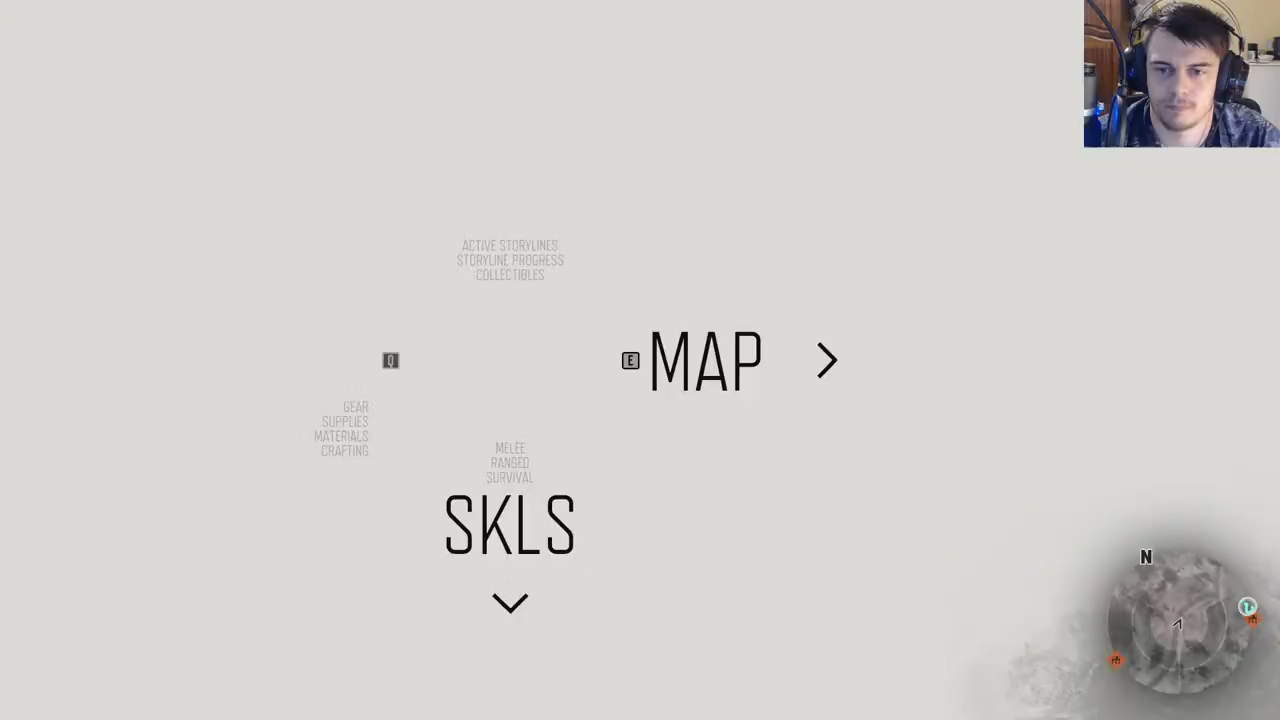 ACTIVE STORYLINES
STORYLINE PROGRESS
COLLECTIBLES
Q
E MAP
GEAR
SUPPLIES
MATERIALS
CRAFTING
MELEE
RANGED
SURVIVAL
SKLS
N